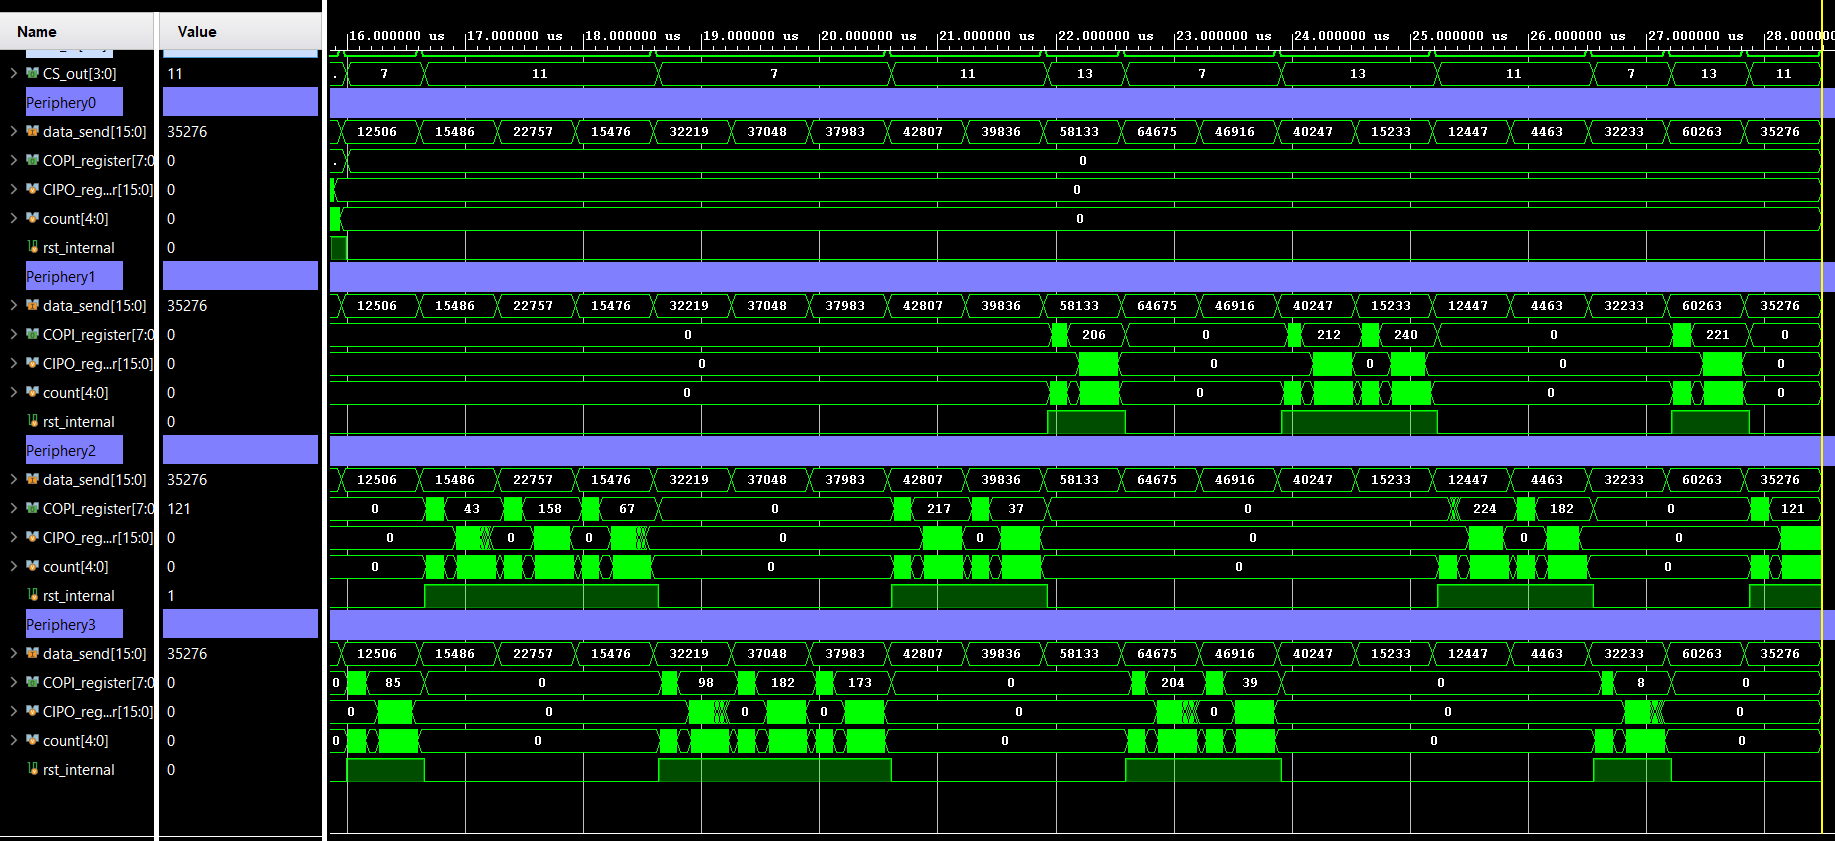 Name Value
16.000000 us 17.000000 us 18.000000 us 19.000000 us 20.000000 us 21.000000 us 22.000000 us 23.000000 us 24.000000 us 25.000000 us 26.000000 us 27.000000 us 28.0000
CS_out[3:0] 11 . 7 11 7 11 13 7 13 11 7 13 11
Periphery0
data_send[15:0] 35276 12506 15486 22757 15476 32219 37048 37983 42807 39836 58133 64675 46916 40247 15233 12447 4463 32233 60263 35276
COPI_register[7:0 0 . 0
CIPO_reg...r[15:0] 0 0
count[4:0] 0 0
rst_internal 0
Periphery1
data_send[15:0] 35276 12506 15486 22757 15476 32219 37048 37983 42807 39836 58133 64675 46916 40247 15233 12447 4463 32233 60263 35276
COPI_register[7:0 0 0 206 0 212 240 0 221 0
CIPO_reg...r[15:0] 0 0 0 0 0 0
count[4:0] 0 0 0 0 0
rst_internal 0
Periphery2
data_send[15:0] 35276 12506 15486 22757 15476 32219 37048 37983 42807 39836 58133 64675 46916 40247 15233 12447 4463 32233 60263 35276
COPI_register[7:0 121 0 43 158 67 0 217 37 0 224 182 0 121
CIPO_reg...r[15:0] 0 0 0 0 0 0 0 0 0
count[4:0] 0 0 0 0 0
rst_internal 1
Periphery3
data_send[15:0] 35276 12506 15486 22757 15476 32219 37048 37983 42807 39836 58133 64675 46916 40247 15233 12447 4463 32233 60263 35276
COPI_register[7:0 0 0 85 0 98 182 173 0 204 39 0 8 0
CIPO_reg...r[15:0] 0 0 0 0 0 0 0 0 0
count[4:0] 0 0 0 0 0 0
rst_internal 0